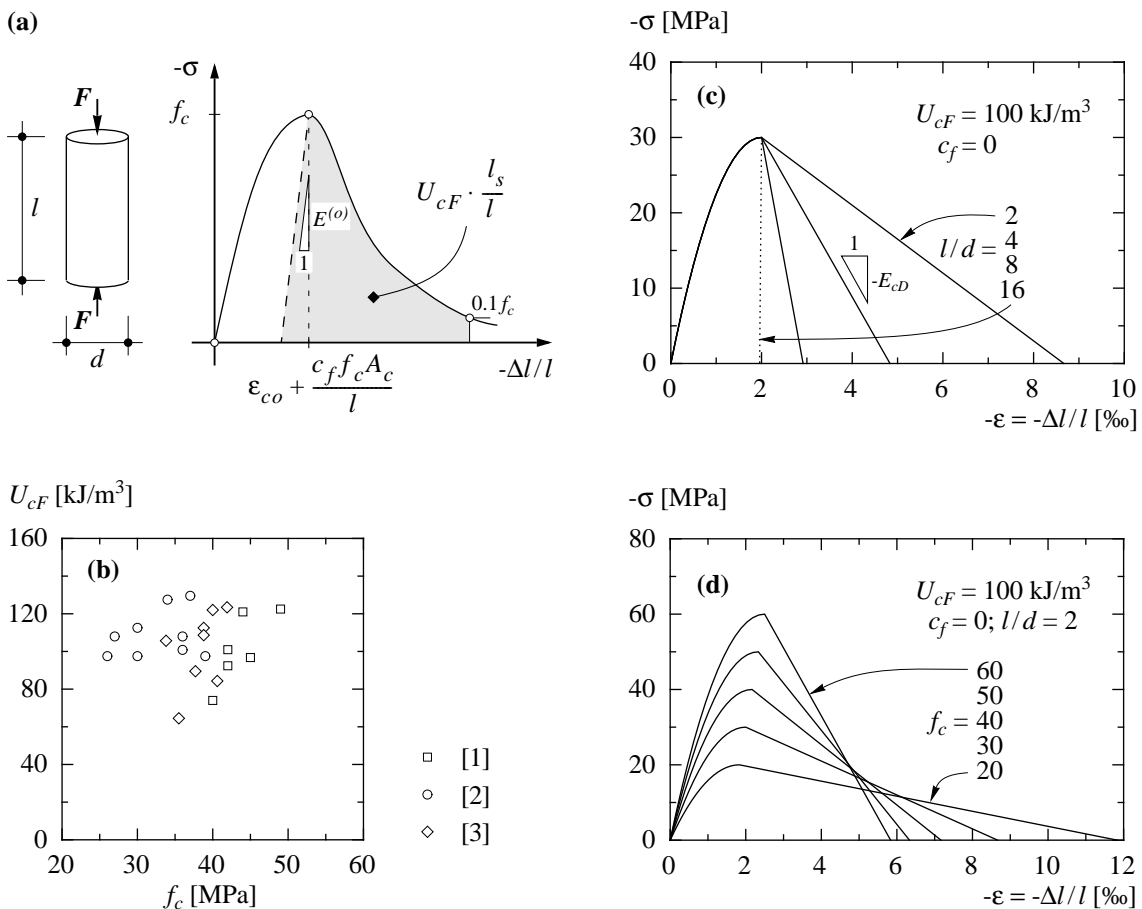 (a)
-σ
f_c
F
l
F
d
E^(o)
1
U_cF · l_s/l
0.1 f_c
ε_co + c_f f_c A_c / l
-Δl/l
-σ [MPa]
40
30
20
10
0
(c)
U_cF = 100 kJ/m³
c_f = 0
2
l/d = 4
8
16
1
-E_cD
0 2 4 6 8 10
-ε = -Δl/l [‰]
U_cF [kJ/m³]
160
120
80
40
0
(b)
20 30 40 50 60
f_c [MPa]
[1]
[2]
[3]
-σ [MPa]
80
60
40
20
0
(d)
U_cF = 100 kJ/m³
c_f = 0; l/d = 2
60
50
f_c = 40
30
20
0 2 4 6 8 10 12
-ε = -Δl/l [‰]